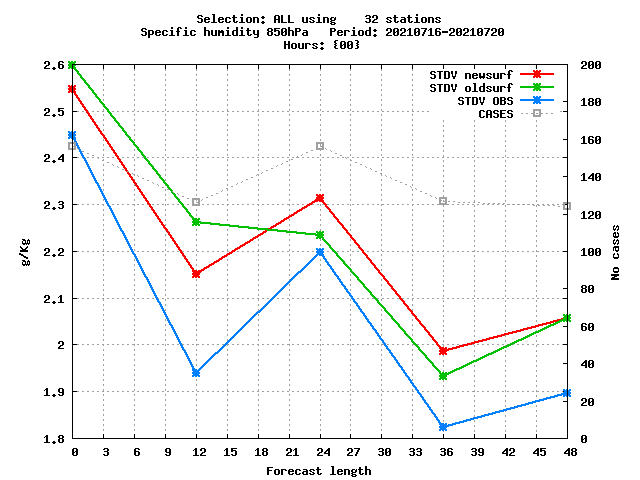 Selection: ALL using    32 stations
Specific humidity 850hPa   Period: 20210716-20210720
Hours: {00}
STDV newsurf
STDV oldsurf
STDV OBS
CASES
2.6
2.5
2.4
2.3
2.2
2.1
2
1.9
1.8
g/Kg
200
180
160
140
120
100
80
60
40
20
0
No cases
0 3 6 9 12 15 18 21 24 27 30 33 36 39 42 45 48
Forecast length